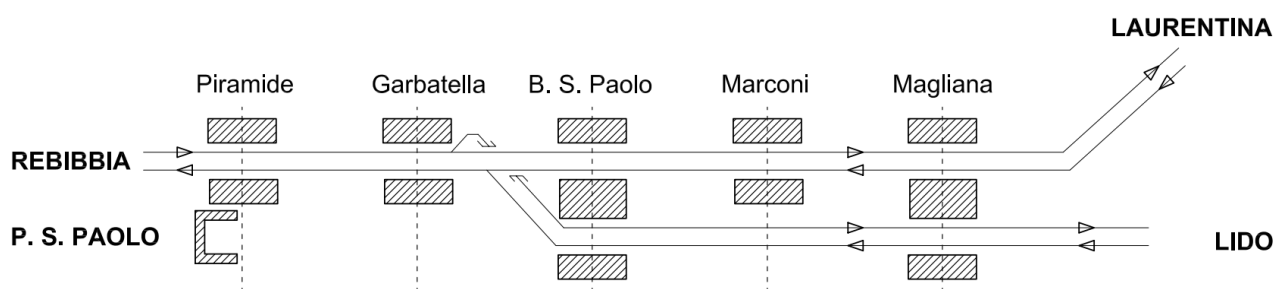 LAURENTINA
Piramide Garbatella B. S. Paolo Marconi Magliana
REBIBBIA
P. S. PAOLO LIDO